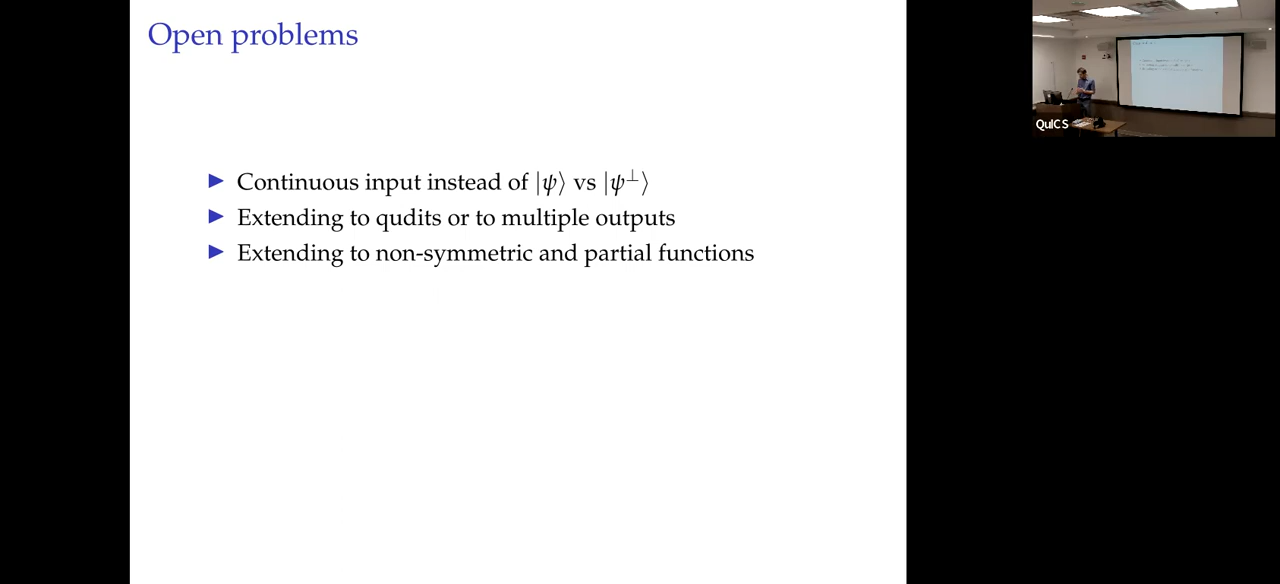 Open problems
▶ Continuous input instead of |ψ⟩ vs |ψ⊥⟩
▶ Extending to qudits or to multiple outputs
▶ Extending to non-symmetric and partial functions
QuICS